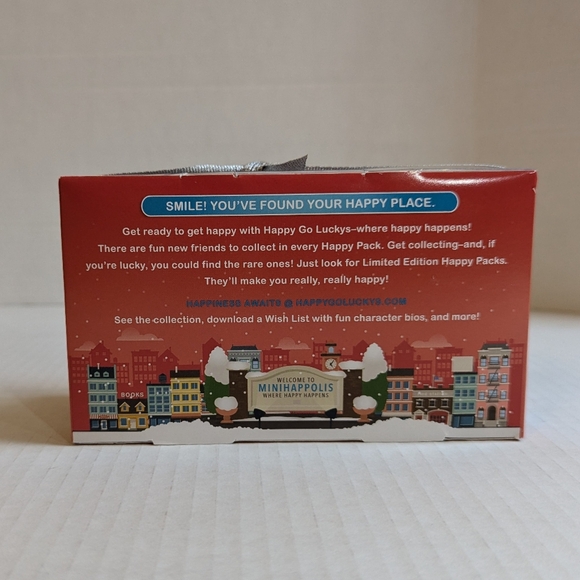 SMILE! YOU'VE FOUND YOUR HAPPY PLACE.
Get ready to get happy with Happy Go Luckys–where happy happens!
There are fun new friends to collect in every Happy Pack. Get collecting–and, if
you're lucky, you could find the rare ones! Just look for Limited Edition Happy Packs.
They'll make you really, really happy!
HAPPINESS AWAITS @ HAPPYGOLUCKYS.COM
See the collection, download a Wish List with fun character bios, and more!
WELCOME TO
MINIHAPPOLIS
WHERE HAPPY HAPPENS
BOOKS